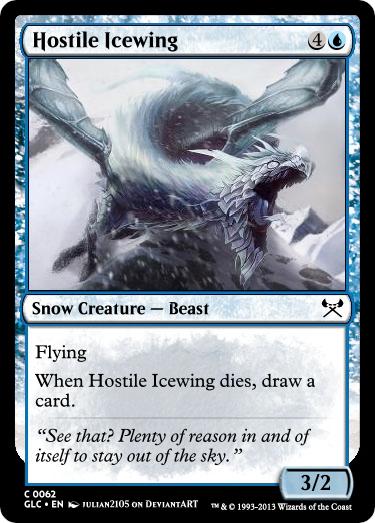 Hostile Icewing 4
Snow Creature — Beast
Flying
When Hostile Icewing dies, draw a
card.
“See that? Plenty of reason in and of
itself to stay out of the sky.”
3/2
C 0062
GLC • EN IULIAN2105 ON DEVIANTART
™ & © 1993-2013 Wizards of the Coast